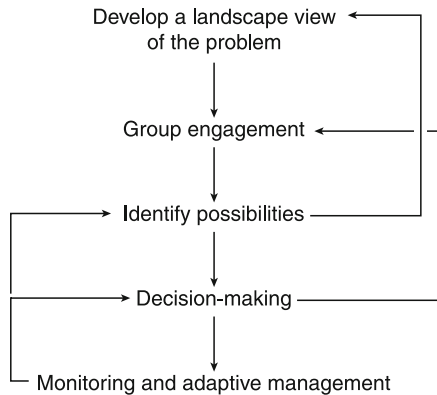 Develop a landscape view
of the problem
Group engagement
Identify possibilities
Decision-making
Monitoring and adaptive management